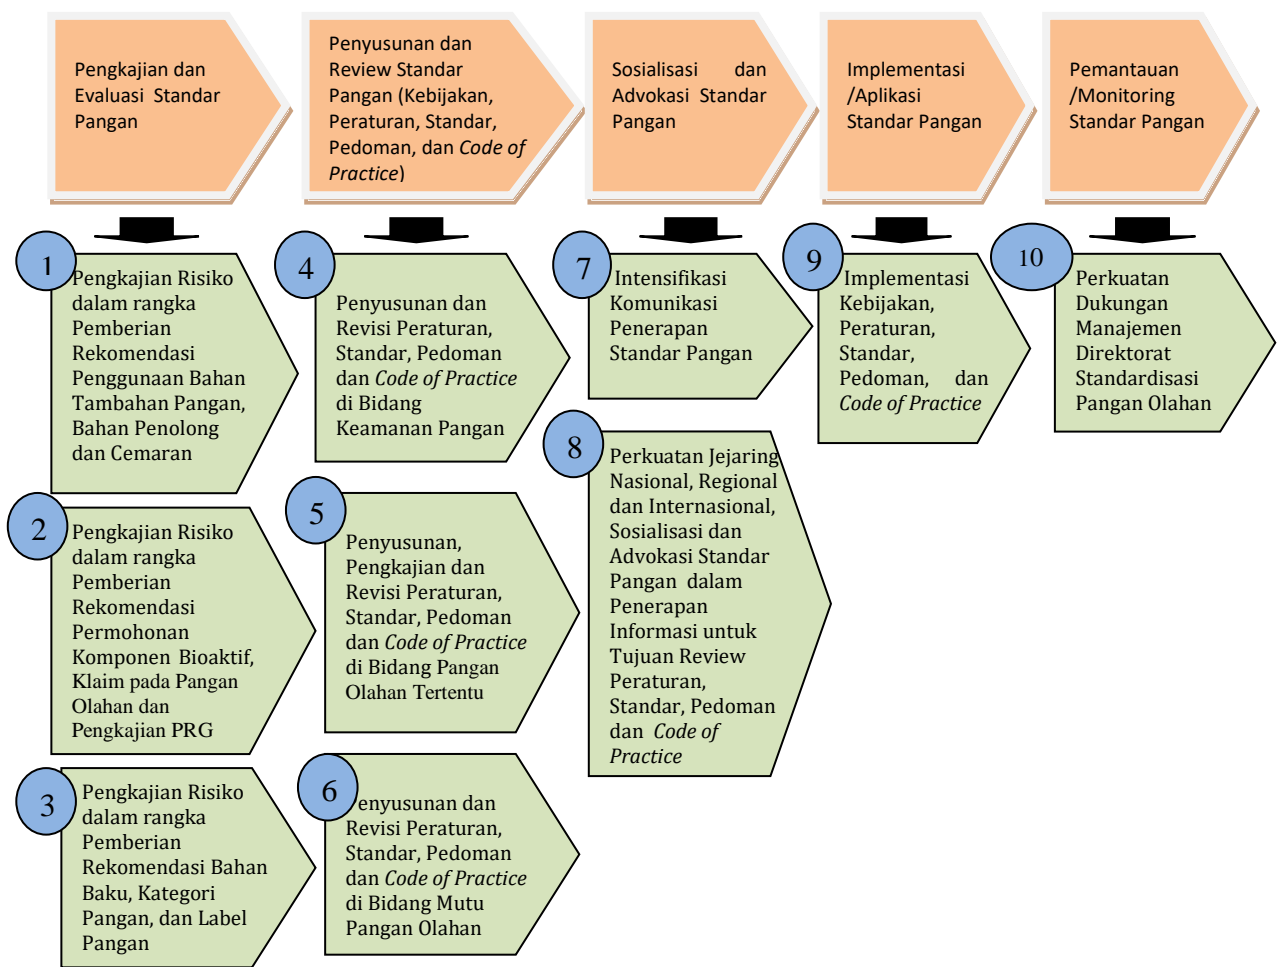 Pengkajian dan
Evaluasi Standar
Pangan
Penyusunan dan
Review Standar
Pangan (Kebijakan,
Peraturan, Standar,
Pedoman, dan Code of
Practice)
Sosialisasi dan
Advokasi Standar
Pangan
Implementasi
/Aplikasi
Standar Pangan
Pemantauan
/Monitoring
Standar Pangan
1
Pengkajian Risiko
dalam rangka
Pemberian
Rekomendasi
Penggunaan Bahan
Tambahan Pangan,
Bahan Penolong
dan Cemaran
2
Pengkajian Risiko
dalam rangka
Pemberian
Rekomendasi
Permohonan
Komponen Bioaktif,
Klaim pada Pangan
Olahan dan
Pengkajian PRG
3
Pengkajian Risiko
dalam rangka
Pemberian
Rekomendasi Bahan
Baku, Kategori
Pangan, dan Label
Pangan
4
Penyusunan dan
Revisi Peraturan,
Standar, Pedoman
dan Code of Practice
di Bidang
Keamanan Pangan
5
Penyusunan,
Pengkajian dan
Revisi Peraturan,
Standar, Pedoman
dan Code of Practice
di Bidang Pangan
Olahan Tertentu
6
Penyusunan dan
Revisi Peraturan,
Standar, Pedoman
dan Code of Practice
di Bidang Mutu
Pangan Olahan
7
Intensifikasi
Komunikasi
Penerapan
Standar Pangan
8
Perkuatan Jejaring
Nasional, Regional
dan Internasional,
Sosialisasi dan
Advokasi Standar
Pangan dalam
Penerapan
Informasi untuk
Tujuan Review
Peraturan,
Standar, Pedoman
dan Code of
Practice
9
Implementasi
Kebijakan,
Peraturan,
Standar,
Pedoman, dan
Code of Practice
10
Perkuatan
Dukungan
Manajemen
Direktorat
Standardisasi
Pangan Olahan